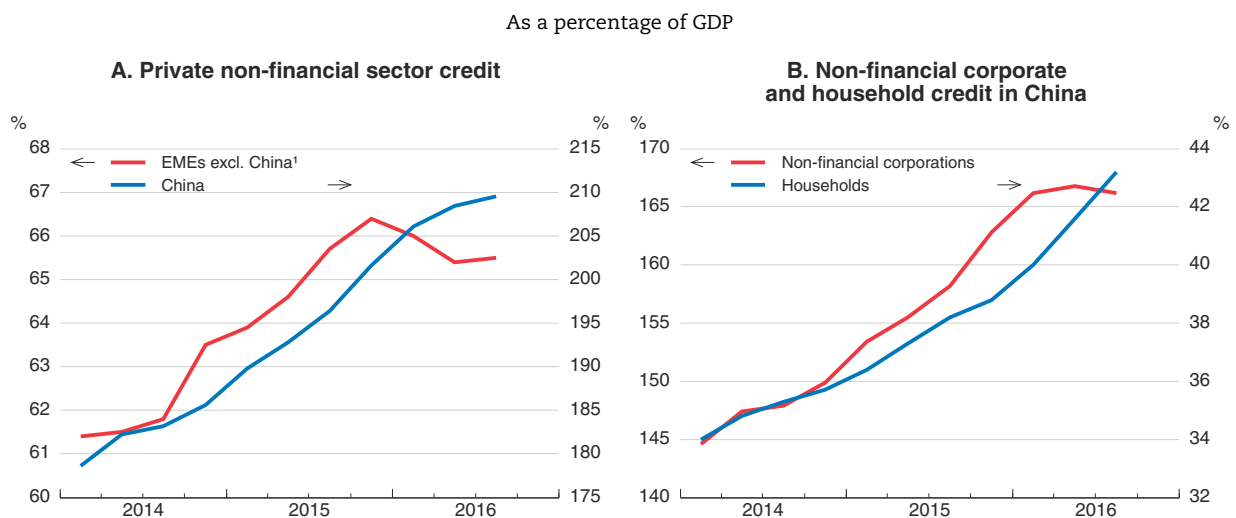 As a percentage of GDP
A. Private non-financial sector credit
% %
68 215
EMEs excl. China¹
China
67 210
66 205
65 200
64 195
63 190
62 185
61 180
60 175
2014 2015 2016
B. Non-financial corporate
and household credit in China
% %
170 44
Non-financial corporations
Households
165 42
160 40
155 38
150 36
145 34
140 32
2014 2015 2016